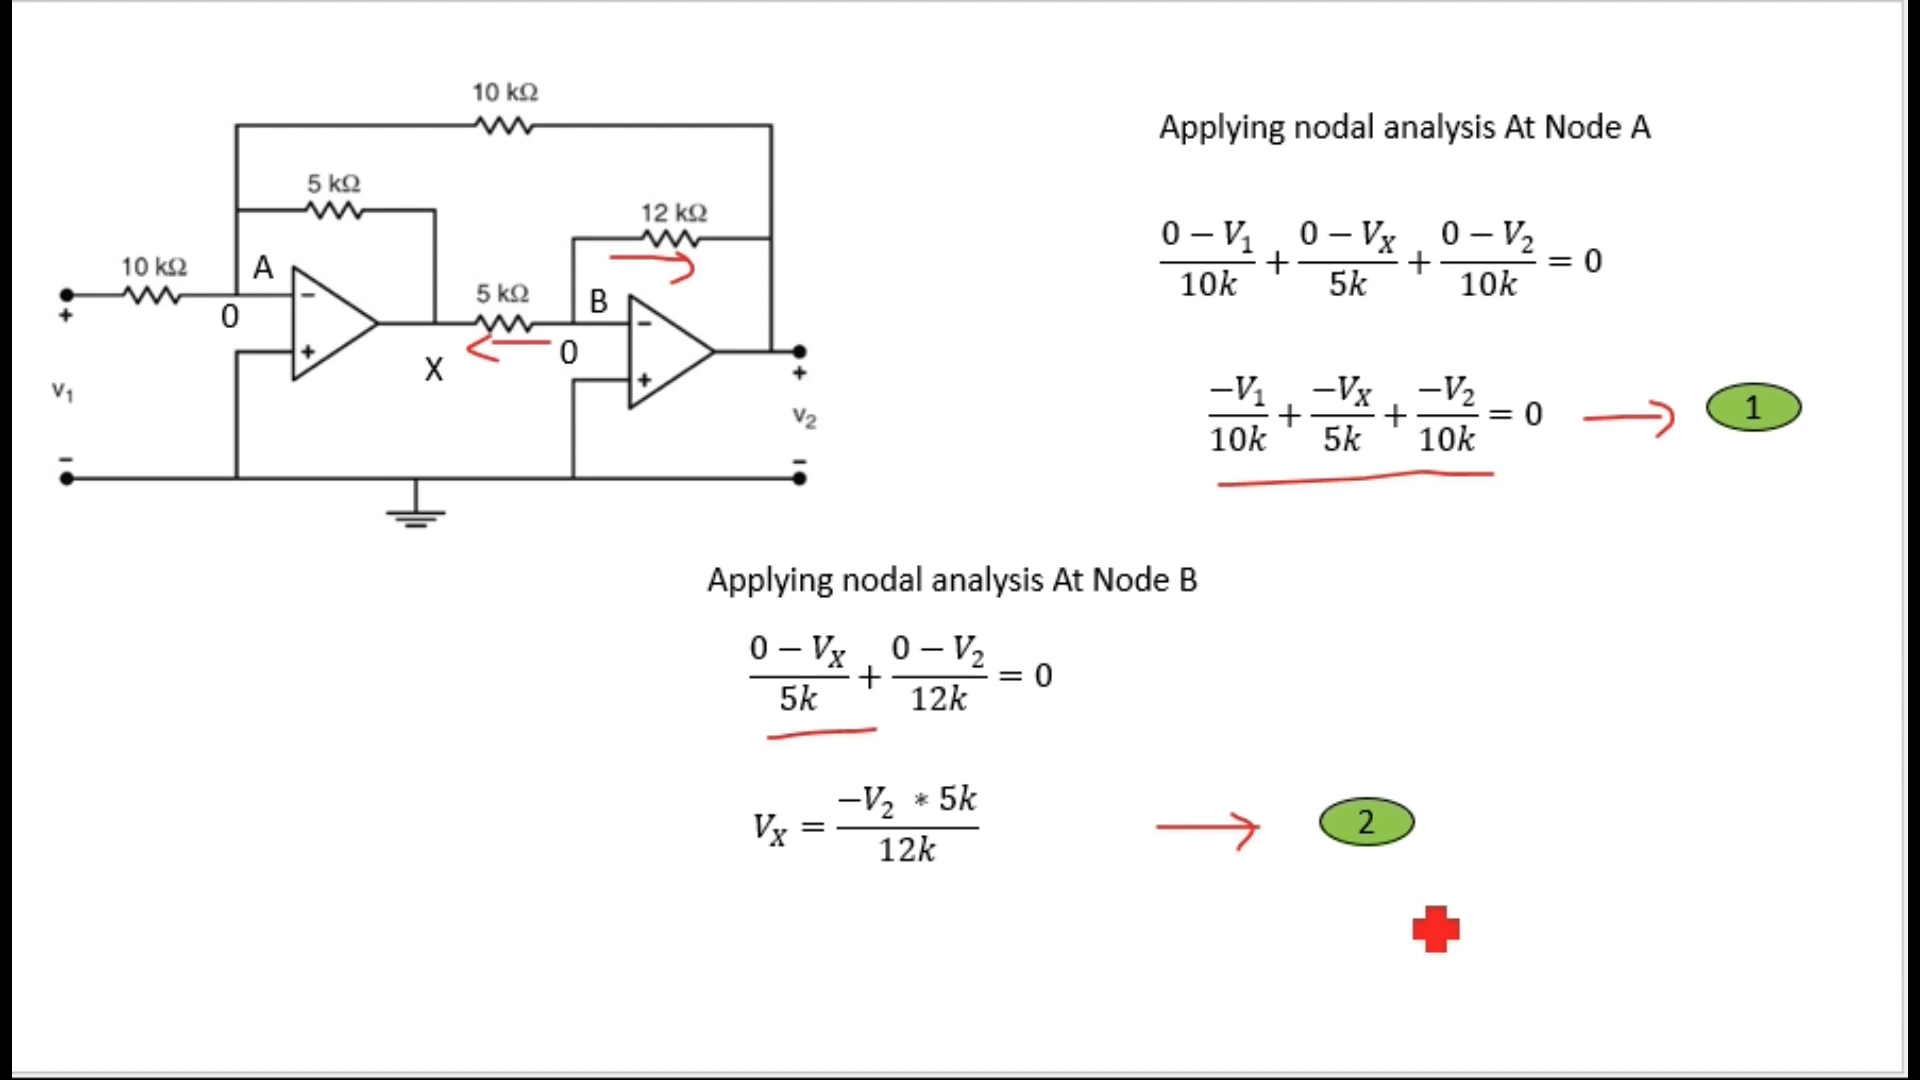 10 kΩ
5 kΩ
12 kΩ
10 kΩ
A
0
5 kΩ
B
0
X
v₁
v₂
+
−
+
−
−
+
−
+
Applying nodal analysis At Node A
(0 − V₁)/10k + (0 − Vₓ)/5k + (0 − V₂)/10k = 0
−V₁/10k + −Vₓ/5k + −V₂/10k = 0
1
Applying nodal analysis At Node B
(0 − Vₓ)/5k + (0 − V₂)/12k = 0
Vₓ = (−V₂ * 5k)/12k
2